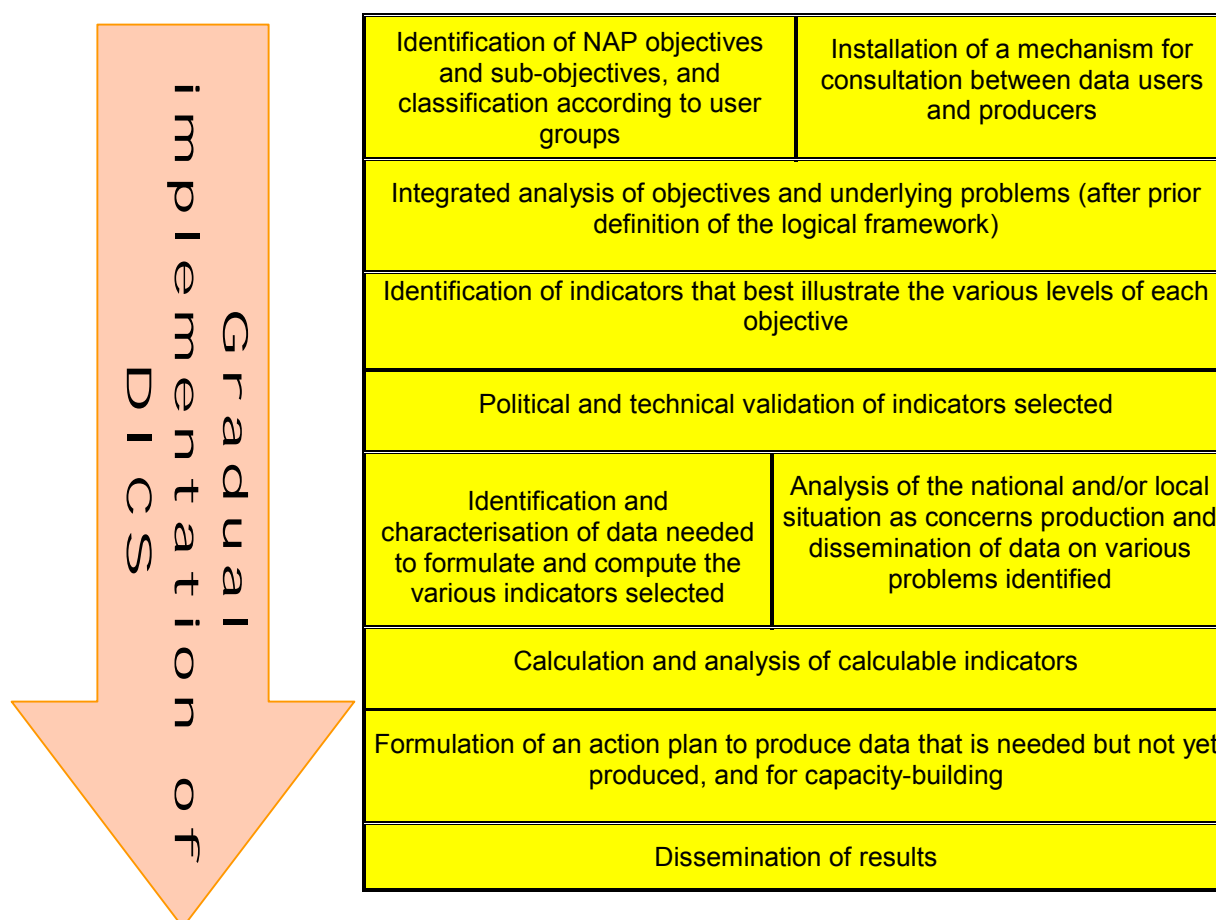 Gradual
implementation of
DICS
Identification of NAP objectives
and sub-objectives, and
classification according to user
groups
Installation of a mechanism for
consultation between data users
and producers
Integrated analysis of objectives and underlying problems (after prior
definition of the logical framework)
Identification of indicators that best illustrate the various levels of each
objective
Political and technical validation of indicators selected
Identification and
characterisation of data needed
to formulate and compute the
various indicators selected
Analysis of the national and/or local
situation as concerns production and
dissemination of data on various
problems identified
Calculation and analysis of calculable indicators
Formulation of an action plan to produce data that is needed but not yet
produced, and for capacity-building
Dissemination of results